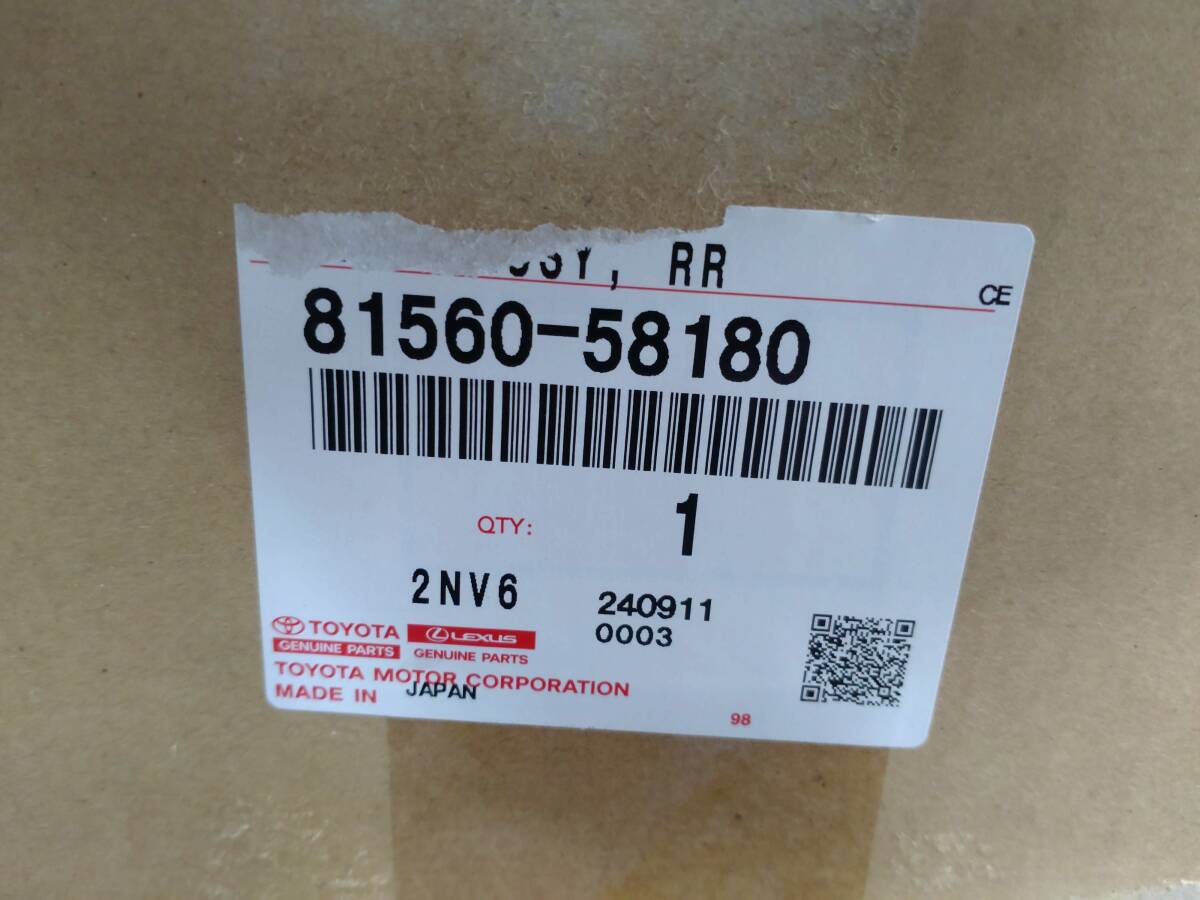 RR
CE
81560-58180
QTY: 1
2NV6 240911
0003
TOYOTA LEXUS
GENUINE PARTS GENUINE PARTS
TOYOTA MOTOR CORPORATION
MADE IN JAPAN
98